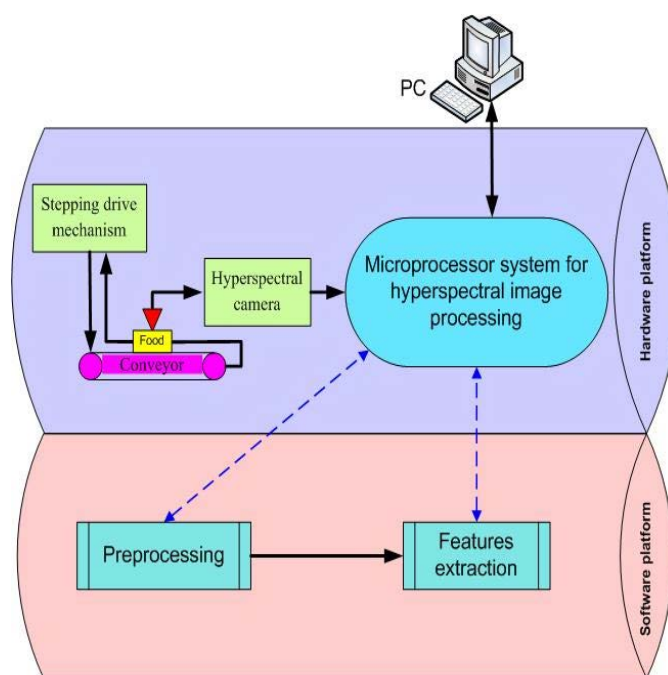 PC
Stepping drive
mechanism
Hyperspectral
camera
Microprocessor system for
hyperspectral image
processing
Food
Conveyor
Hardware platform
Preprocessing
Features
extraction
Software platform